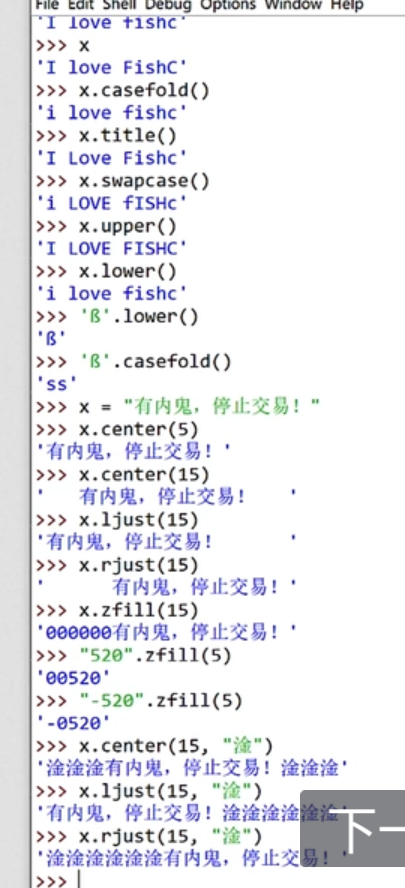 File Edit Shell Debug Options Window Help
'I love fishc'
>>> x
'I love FishC'
>>> x.casefold()
'i love fishc'
>>> x.title()
'I Love Fishc'
>>> x.swapcase()
'i LOVE fISHc'
>>> x.upper()
'I LOVE FISHC'
>>> x.lower()
'i love fishc'
>>> 'ß'.lower()
'ß'
>>> 'ß'.casefold()
'ss'
>>> x = "有内鬼，停止交易！"
>>> x.center(5)
'有内鬼，停止交易！'
>>> x.center(15)
'   有内鬼，停止交易！   '
>>> x.ljust(15)
'有内鬼，停止交易！      '
>>> x.rjust(15)
'      有内鬼，停止交易！'
>>> x.zfill(15)
'000000有内鬼，停止交易！'
>>> "520".zfill(5)
'00520'
>>> "-520".zfill(5)
'-0520'
>>> x.center(15, "淦")
'淦淦淦有内鬼，停止交易！淦淦淦'
>>> x.ljust(15, "淦")
'有内鬼，停止交易！淦淦淦淦淦淦'
>>> x.rjust(15, "淦")
'淦淦淦淦淦淦有内鬼，停止交易！'
>>>
下一